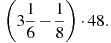 (3 1/6 − 1/8) · 48.